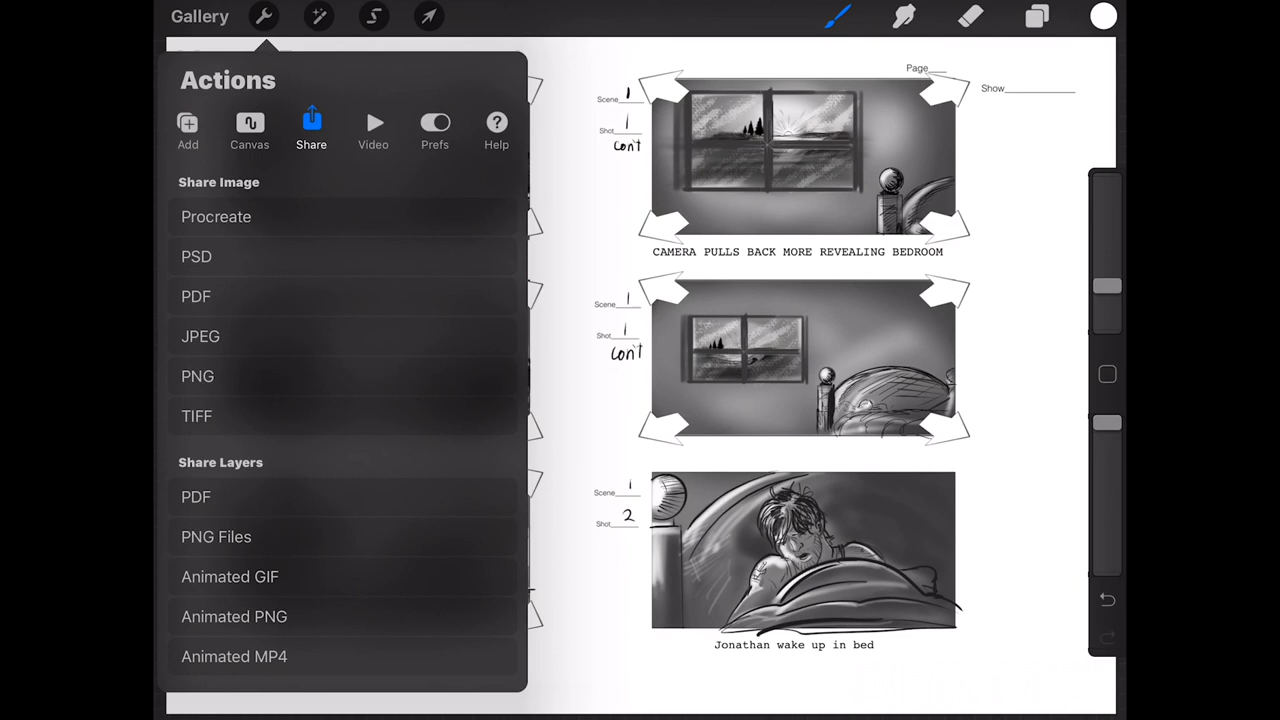 Gallery
Actions
Add Canvas Share Video Prefs Help
Share Image
Procreate
PSD
PDF
JPEG
PNG
TIFF
Share Layers
PDF
PNG Files
Animated GIF
Animated PNG
Animated MP4
Page
Show
Scene 1
Shot 1
con't
CAMERA PULLS BACK MORE REVEALING BEDROOM
Scene 1
Shot 1
con't
Scene 1
Shot 2
Jonathan wake up in bed